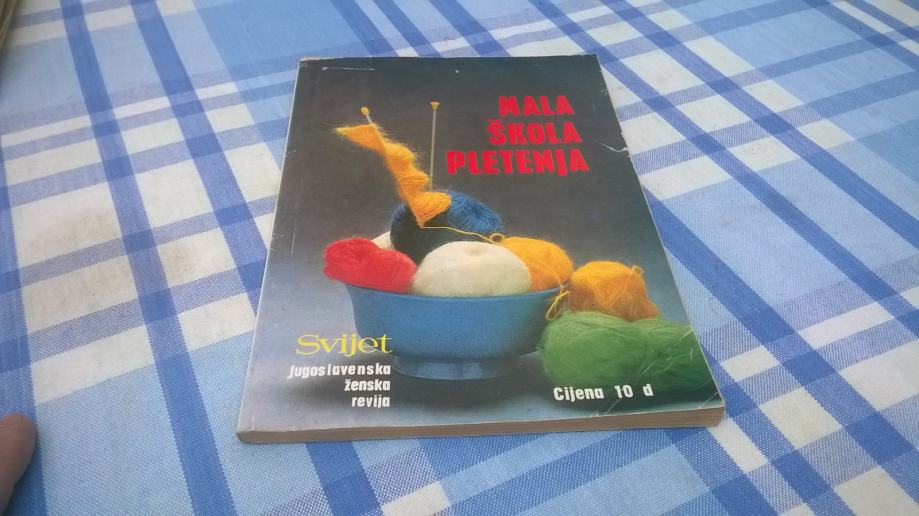 MALA
ŠKOLA
PLETENJA
Svijet
jugoslavenska
ženska
revija
Cijena 10 d